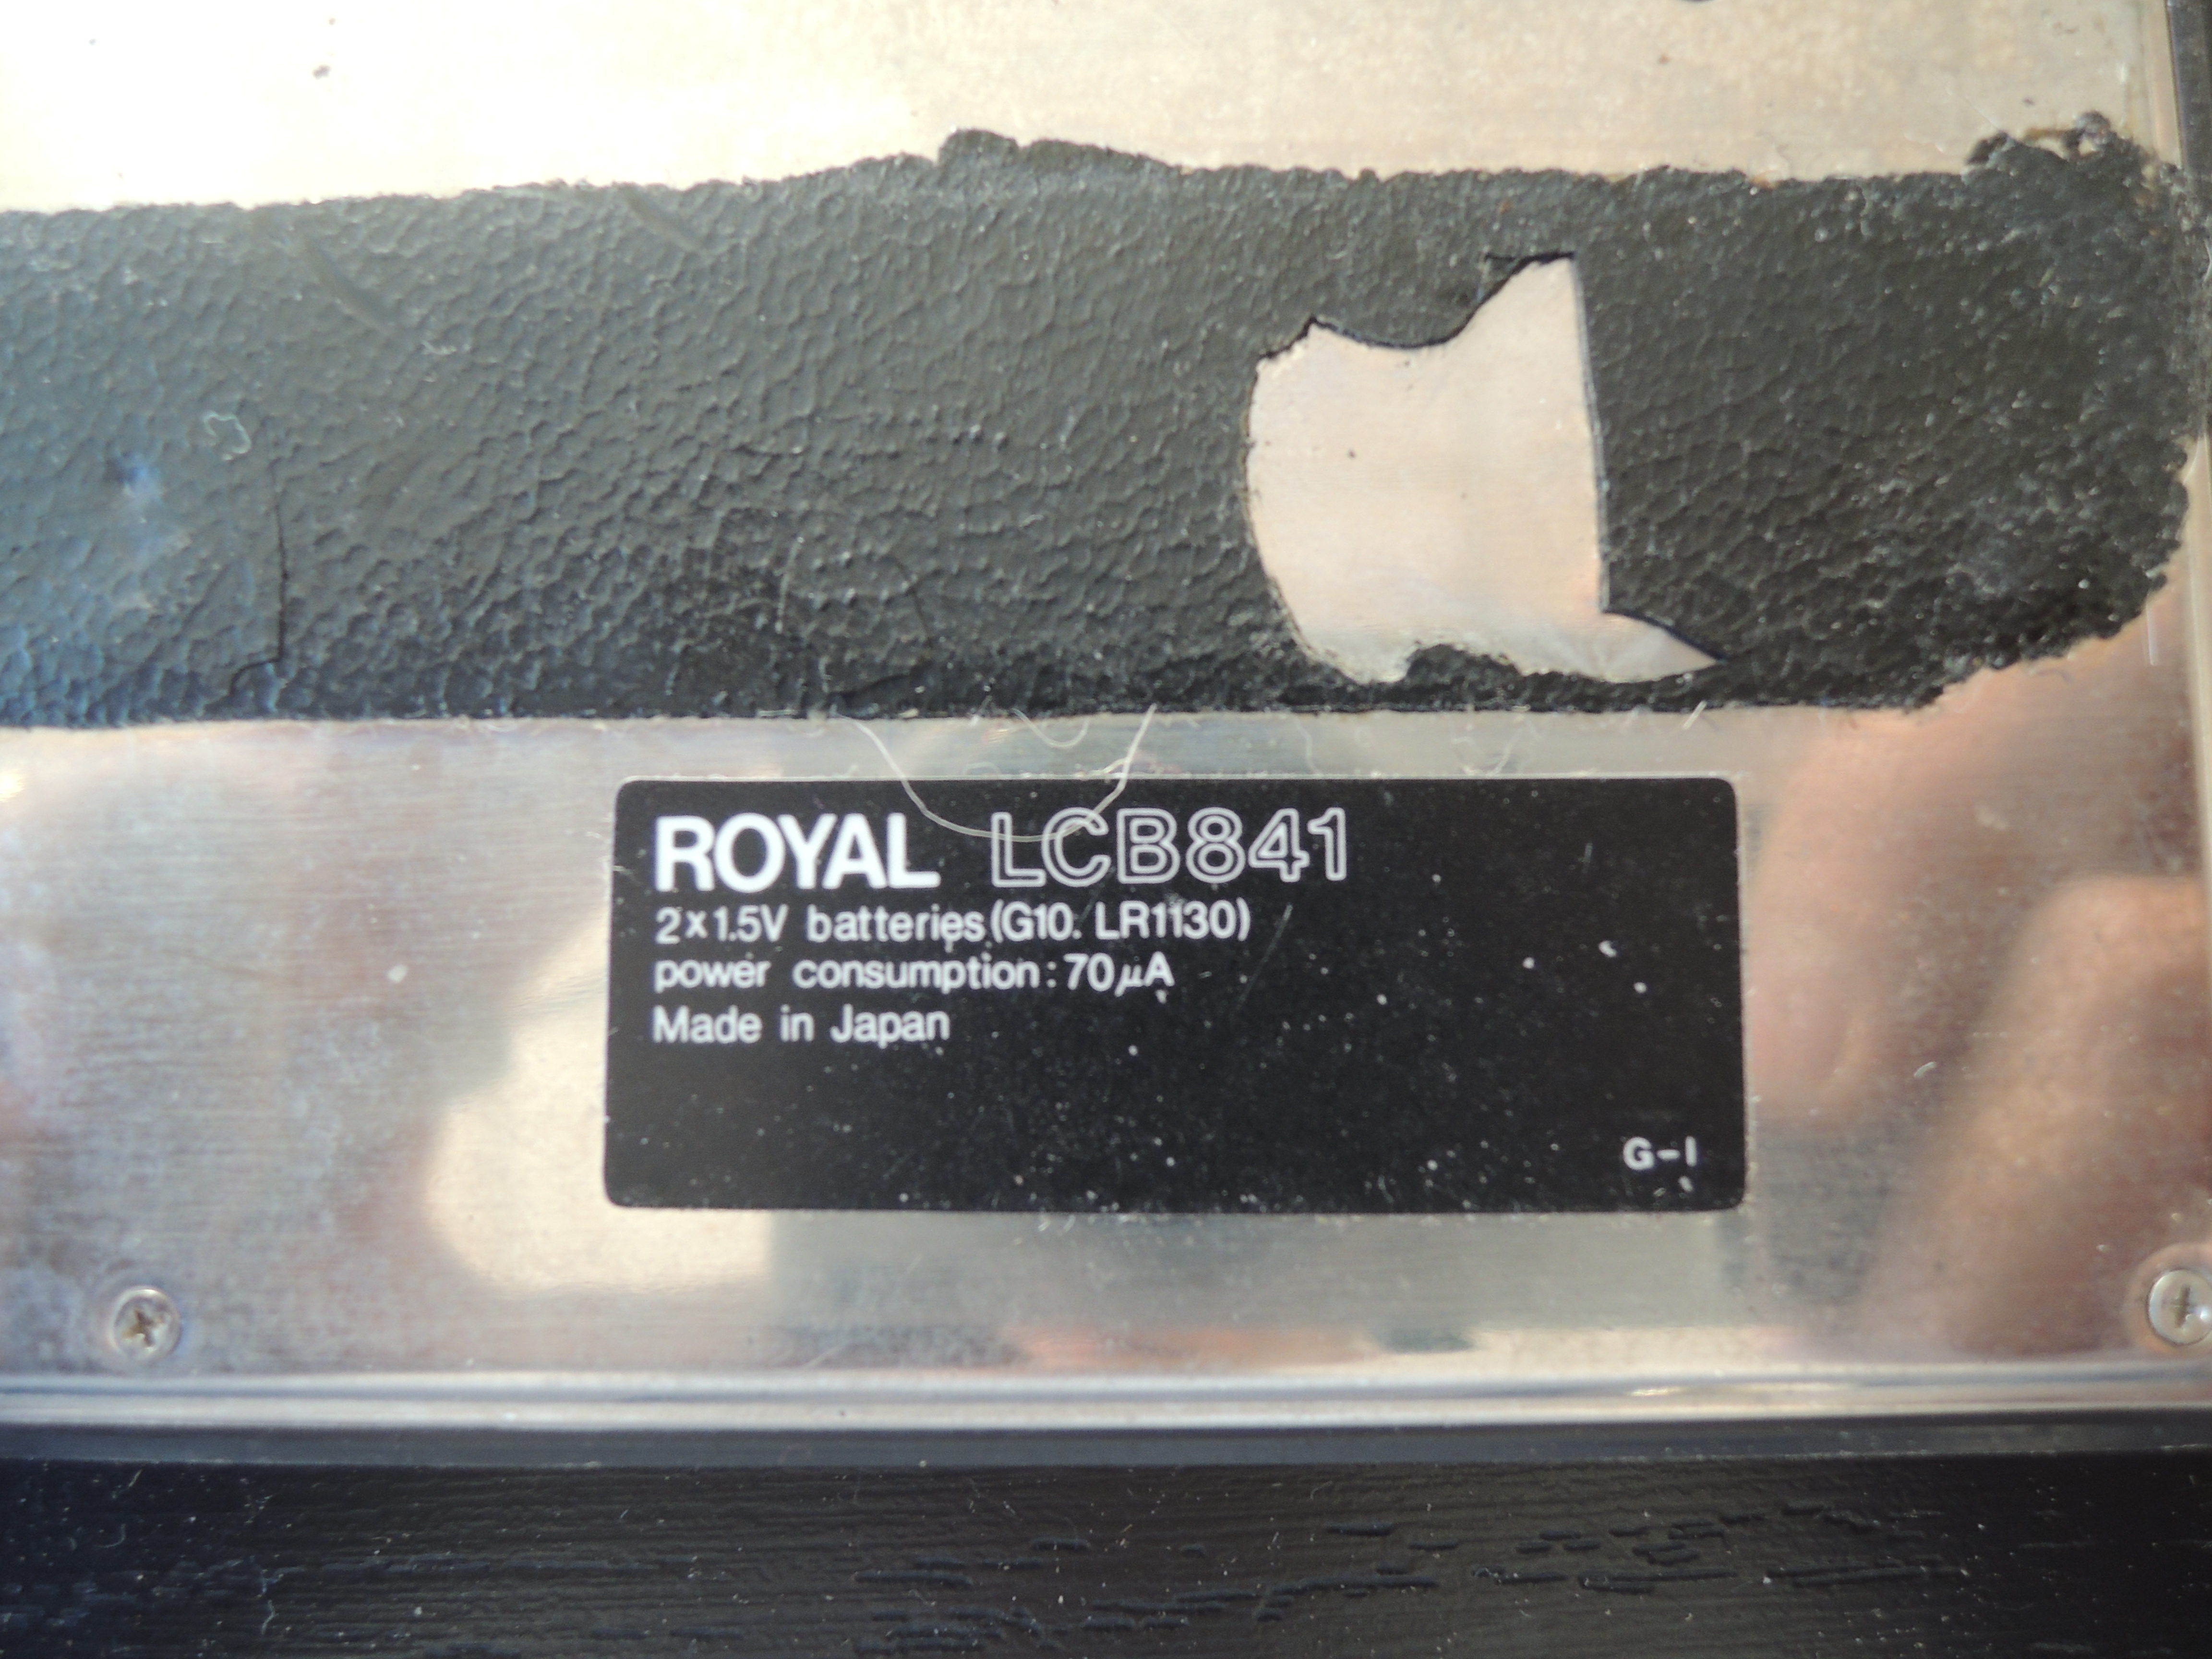 ROYAL LCB841
2×1.5V batteries (G10. LR1130)
power consumption: 70μA
Made in Japan
G-1